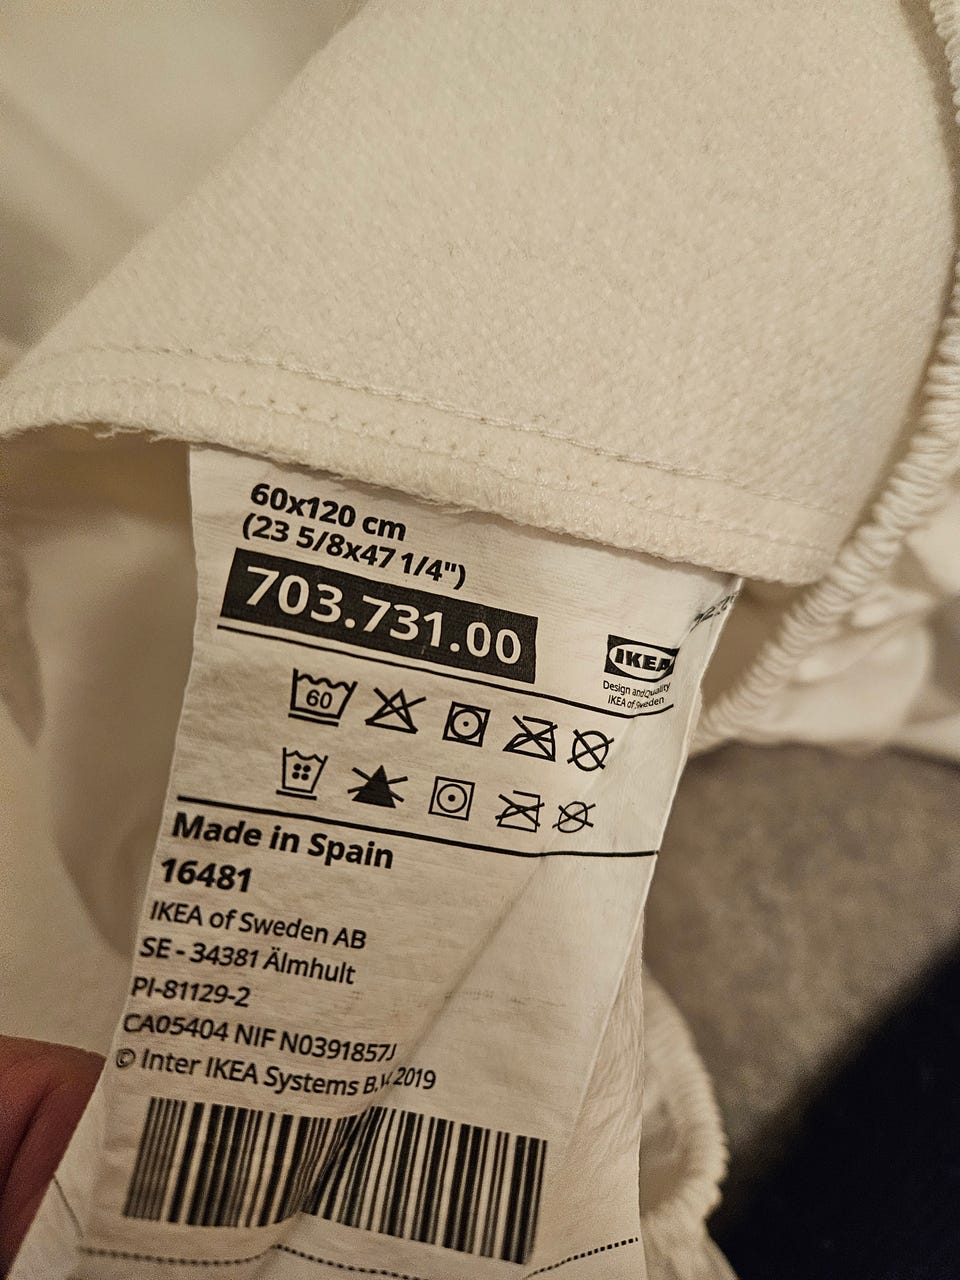 60x120 cm
(23 5/8x47 1/4")
703.731.00
IKEA
Design and Quality
IKEA of Sweden
60
Made in Spain
16481
IKEA of Sweden AB
SE - 34381 Älmhult
PI-81129-2
CA05404 NIF N0391857J
© Inter IKEA Systems B.V. 2019